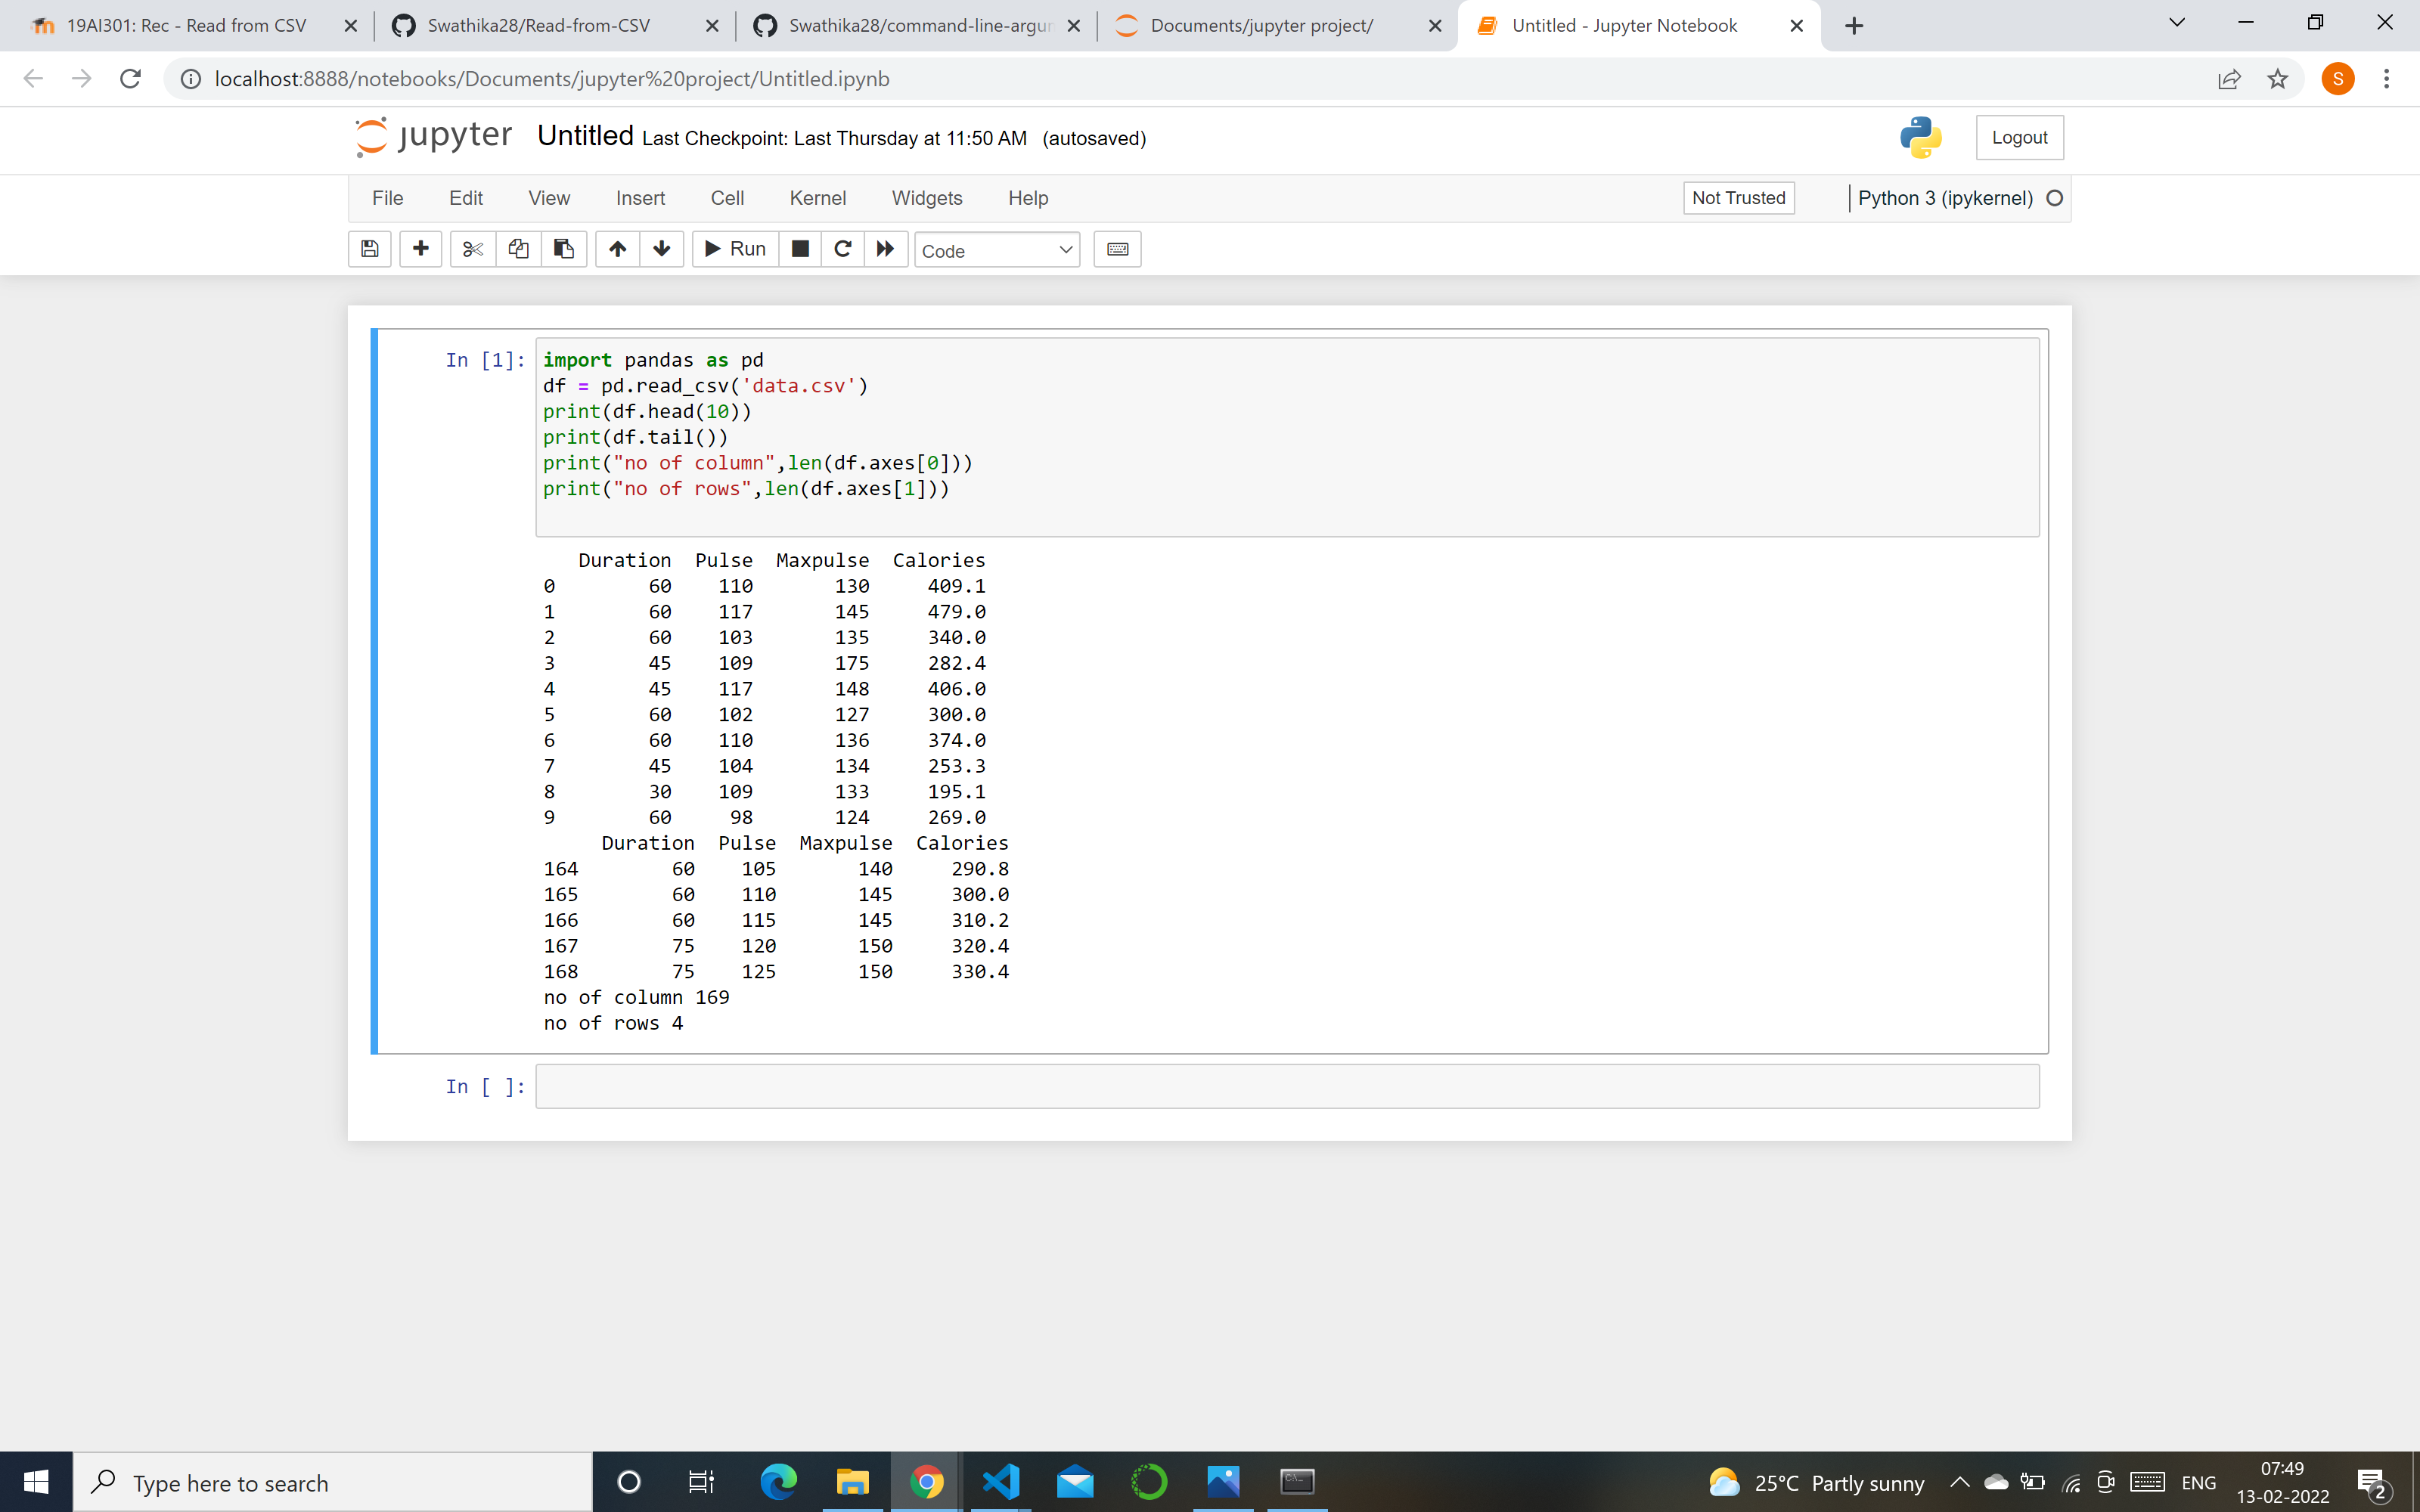 19AI301: Rec - Read from CSV
Swathika28/Read-from-CSV
Swathika28/command-line-argun
Documents/jupyter project/
Untitled - Jupyter Notebook
localhost:8888/notebooks/Documents/jupyter%20project/Untitled.ipynb
S
jupyter Untitled Last Checkpoint: Last Thursday at 11:50 AM (autosaved)
Logout
File Edit View Insert Cell Kernel Widgets Help
Not Trusted
Python 3 (ipykernel)
Run
Code
In [1]:
import pandas as pd
df = pd.read_csv('data.csv')
print(df.head(10))
print(df.tail())
print("no of column",len(df.axes[0]))
print("no of rows",len(df.axes[1]))
Duration Pulse Maxpulse Calories
0 60 110 130 409.1
1 60 117 145 479.0
2 60 103 135 340.0
3 45 109 175 282.4
4 45 117 148 406.0
5 60 102 127 300.0
6 60 110 136 374.0
7 45 104 134 253.3
8 30 109 133 195.1
9 60 98 124 269.0
Duration Pulse Maxpulse Calories
164 60 105 140 290.8
165 60 110 145 300.0
166 60 115 145 310.2
167 75 120 150 320.4
168 75 125 150 330.4
no of column 169
no of rows 4
In [ ]:
Type here to search
25°C Partly sunny
ENG
07:49
13-02-2022
2